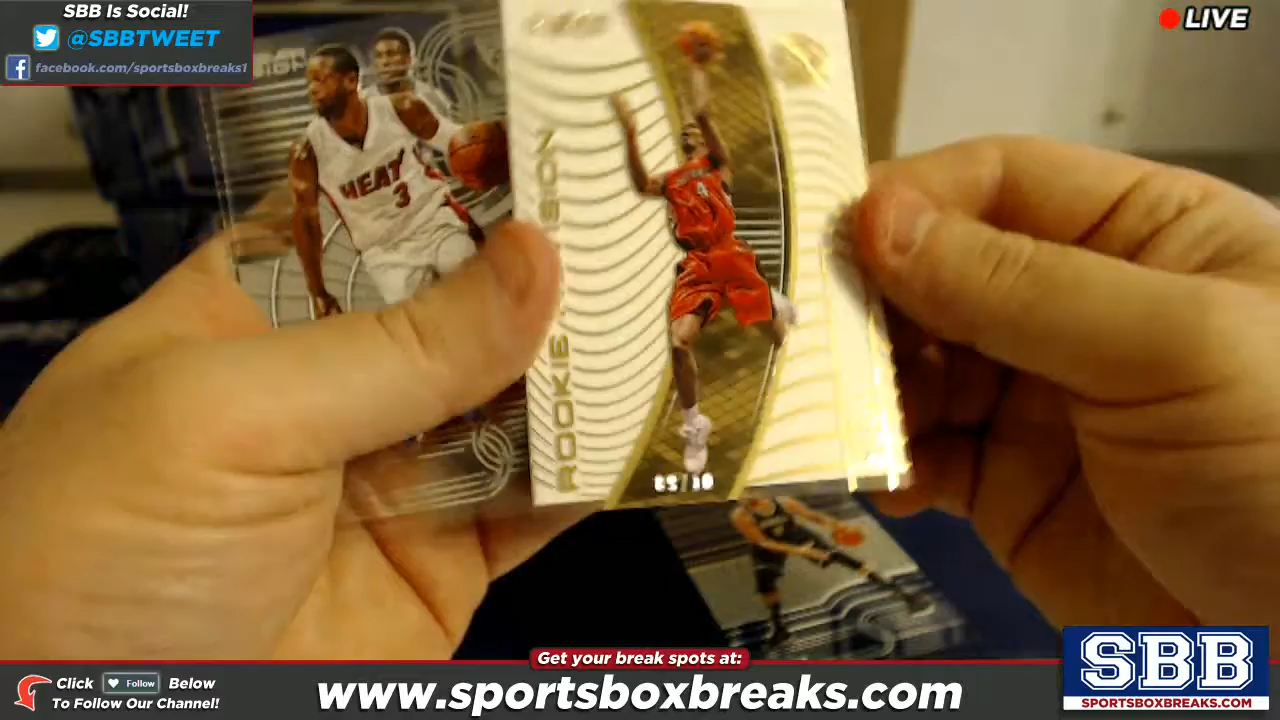 SBB Is Social!
@SBBTWEET
facebook.com/sportsboxbreaks1
LIVE
HEAT
3
4
ROOKIE
Get your break spots at:
Click Follow Below
To Follow Our Channel!
www.sportsboxbreaks.com
SBB
SPORTSBOXBREAKS.COM